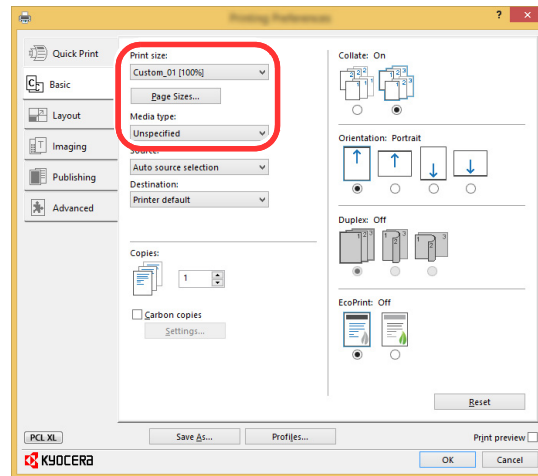 Printing Preferences
?
Quick Print
Basic
Layout
Imaging
Publishing
Advanced
Print size:
Custom_01 [100%]
Page Sizes...
Media type:
Unspecified
Source:
Auto source selection
Destination:
Printer default
Copies:
1
Carbon copies
Settings...
Collate: On
Orientation: Portrait
Duplex: Off
EcoPrint: Off
Reset
PCL XL
Save As...
Profiles...
Print preview
KYOCERA
OK
Cancel